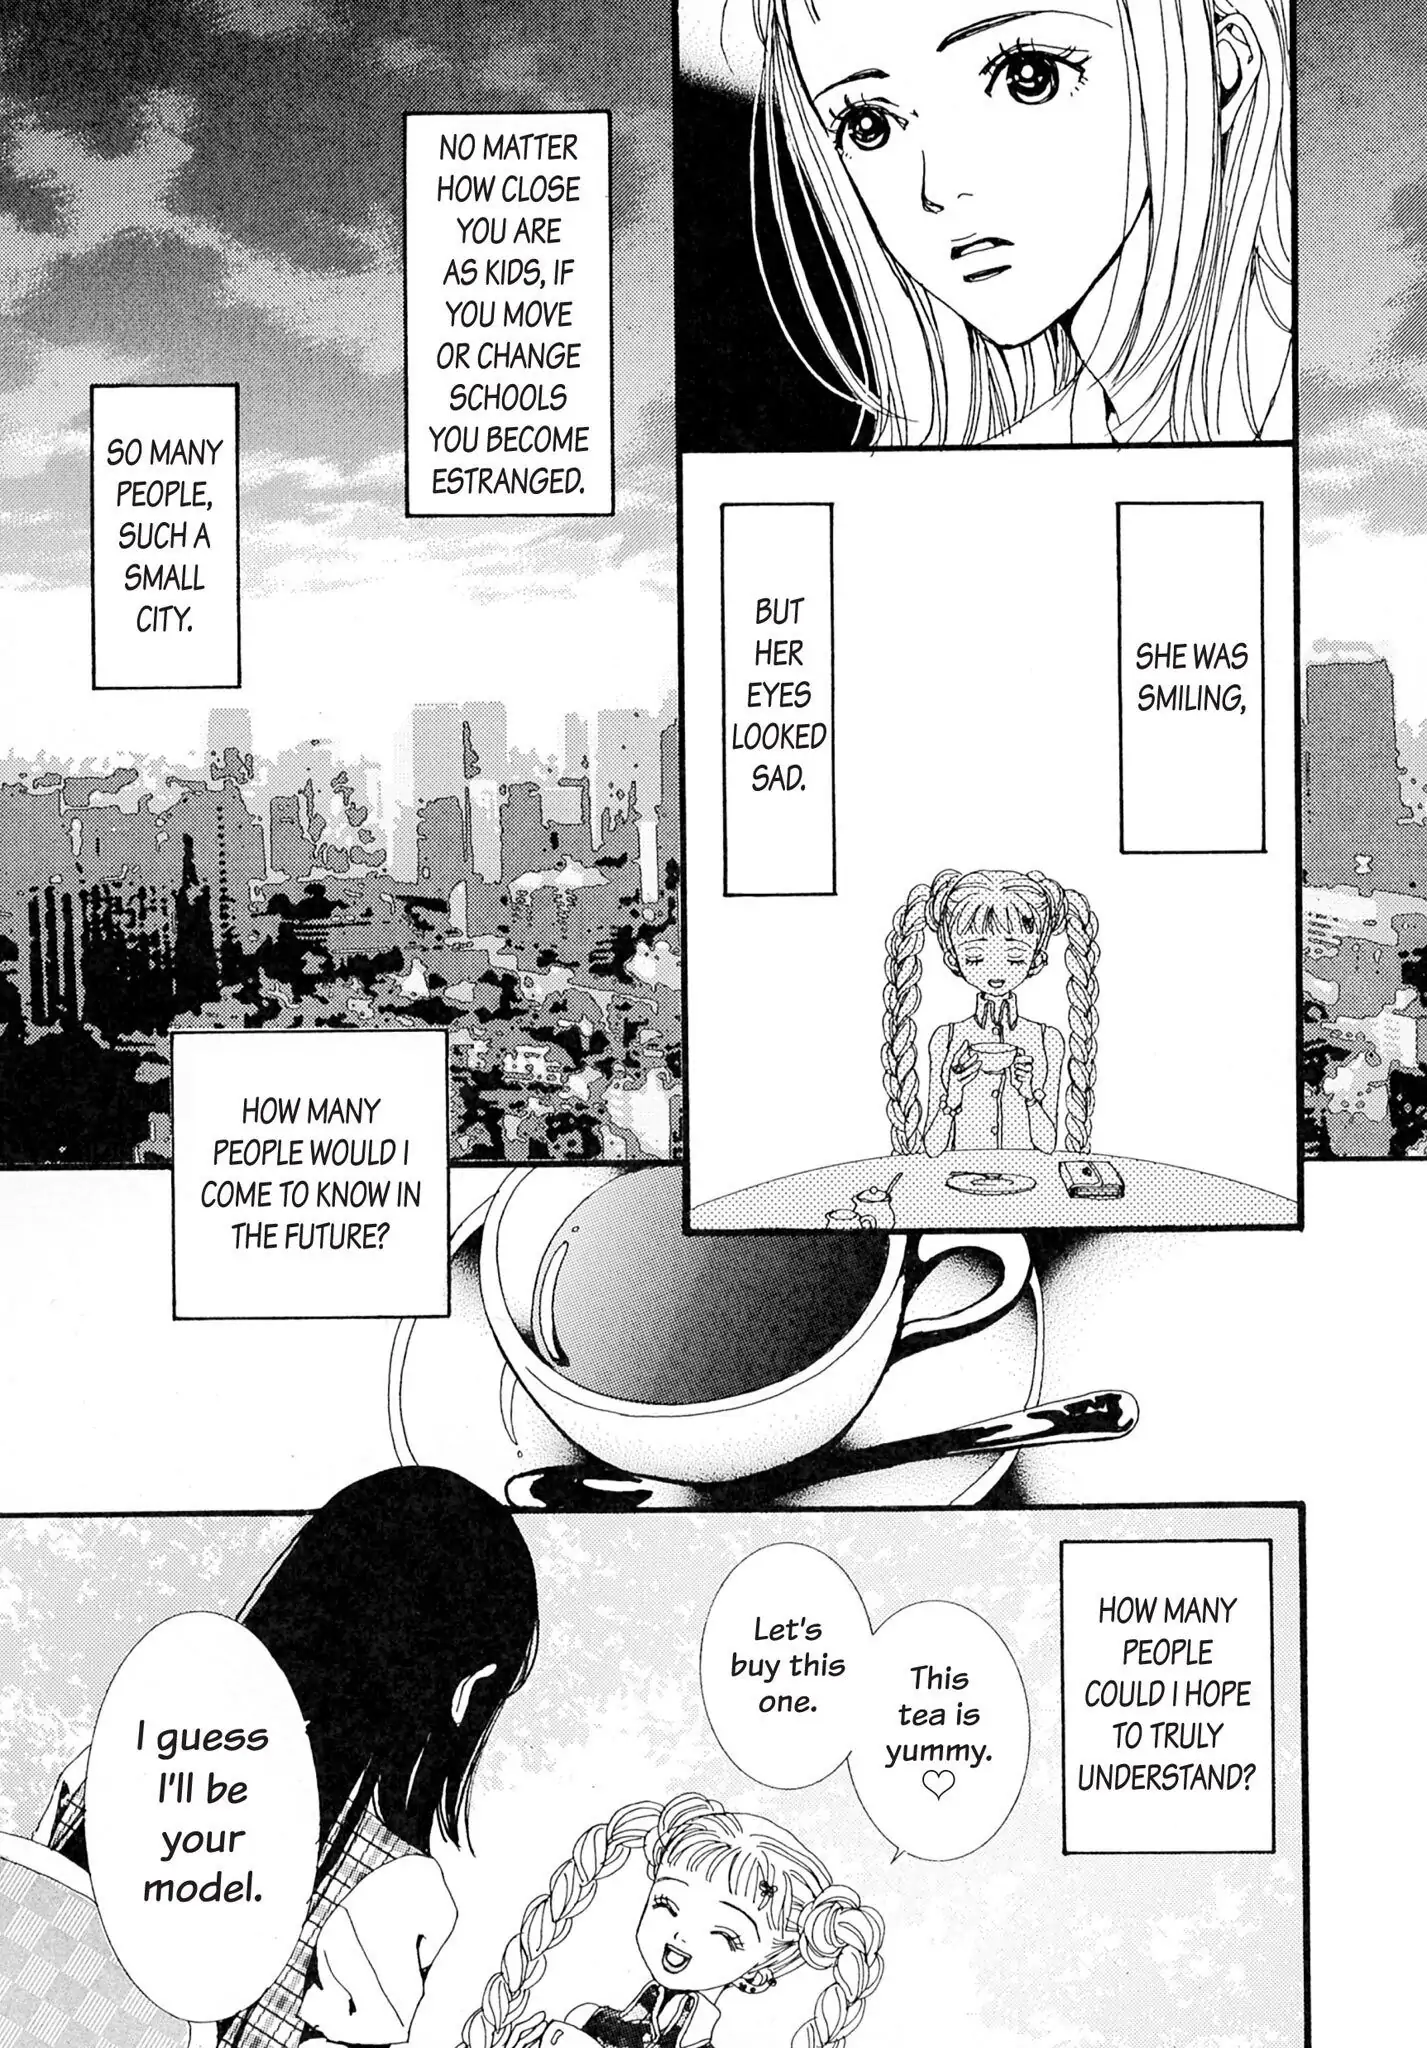 SHE WAS
SMILING,
BUT
HER
EYES
LOOKED
SAD.
NO MATTER
HOW CLOSE
YOU ARE
AS KIDS, IF
YOU MOVE
OR CHANGE
SCHOOLS
YOU BECOME
ESTRANGED.
SO MANY
PEOPLE,
SUCH A
SMALL
CITY.
HOW MANY
PEOPLE WOULD I
COME TO KNOW IN
THE FUTURE?
HOW MANY
PEOPLE
COULD I HOPE
TO TRULY
UNDERSTAND?
This
tea is
yummy.
♡
Let's
buy this
one.
I guess
I'll be
your
model.